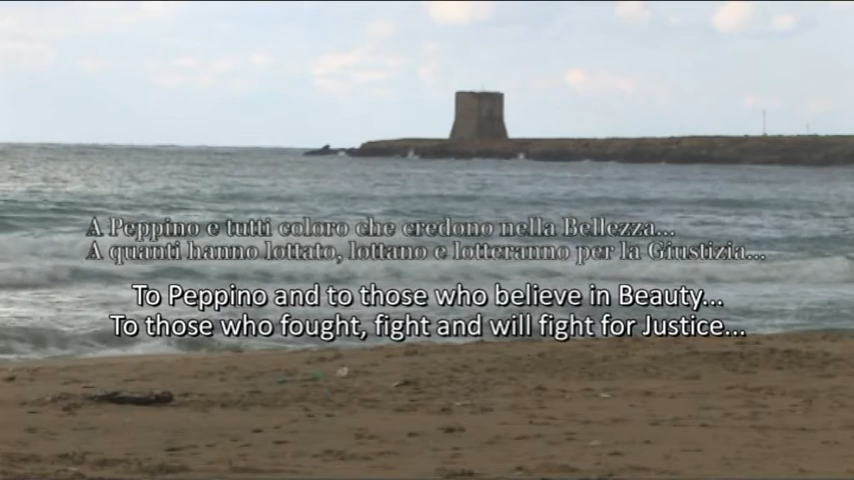 A Peppino e tutti coloro che credono nella Bellezza...
A quanti hanno lottato, lottano e lotteranno per la Giustizia...
To Peppino and to those who believe in Beauty...
To those who fought, fight and will fight for Justice...